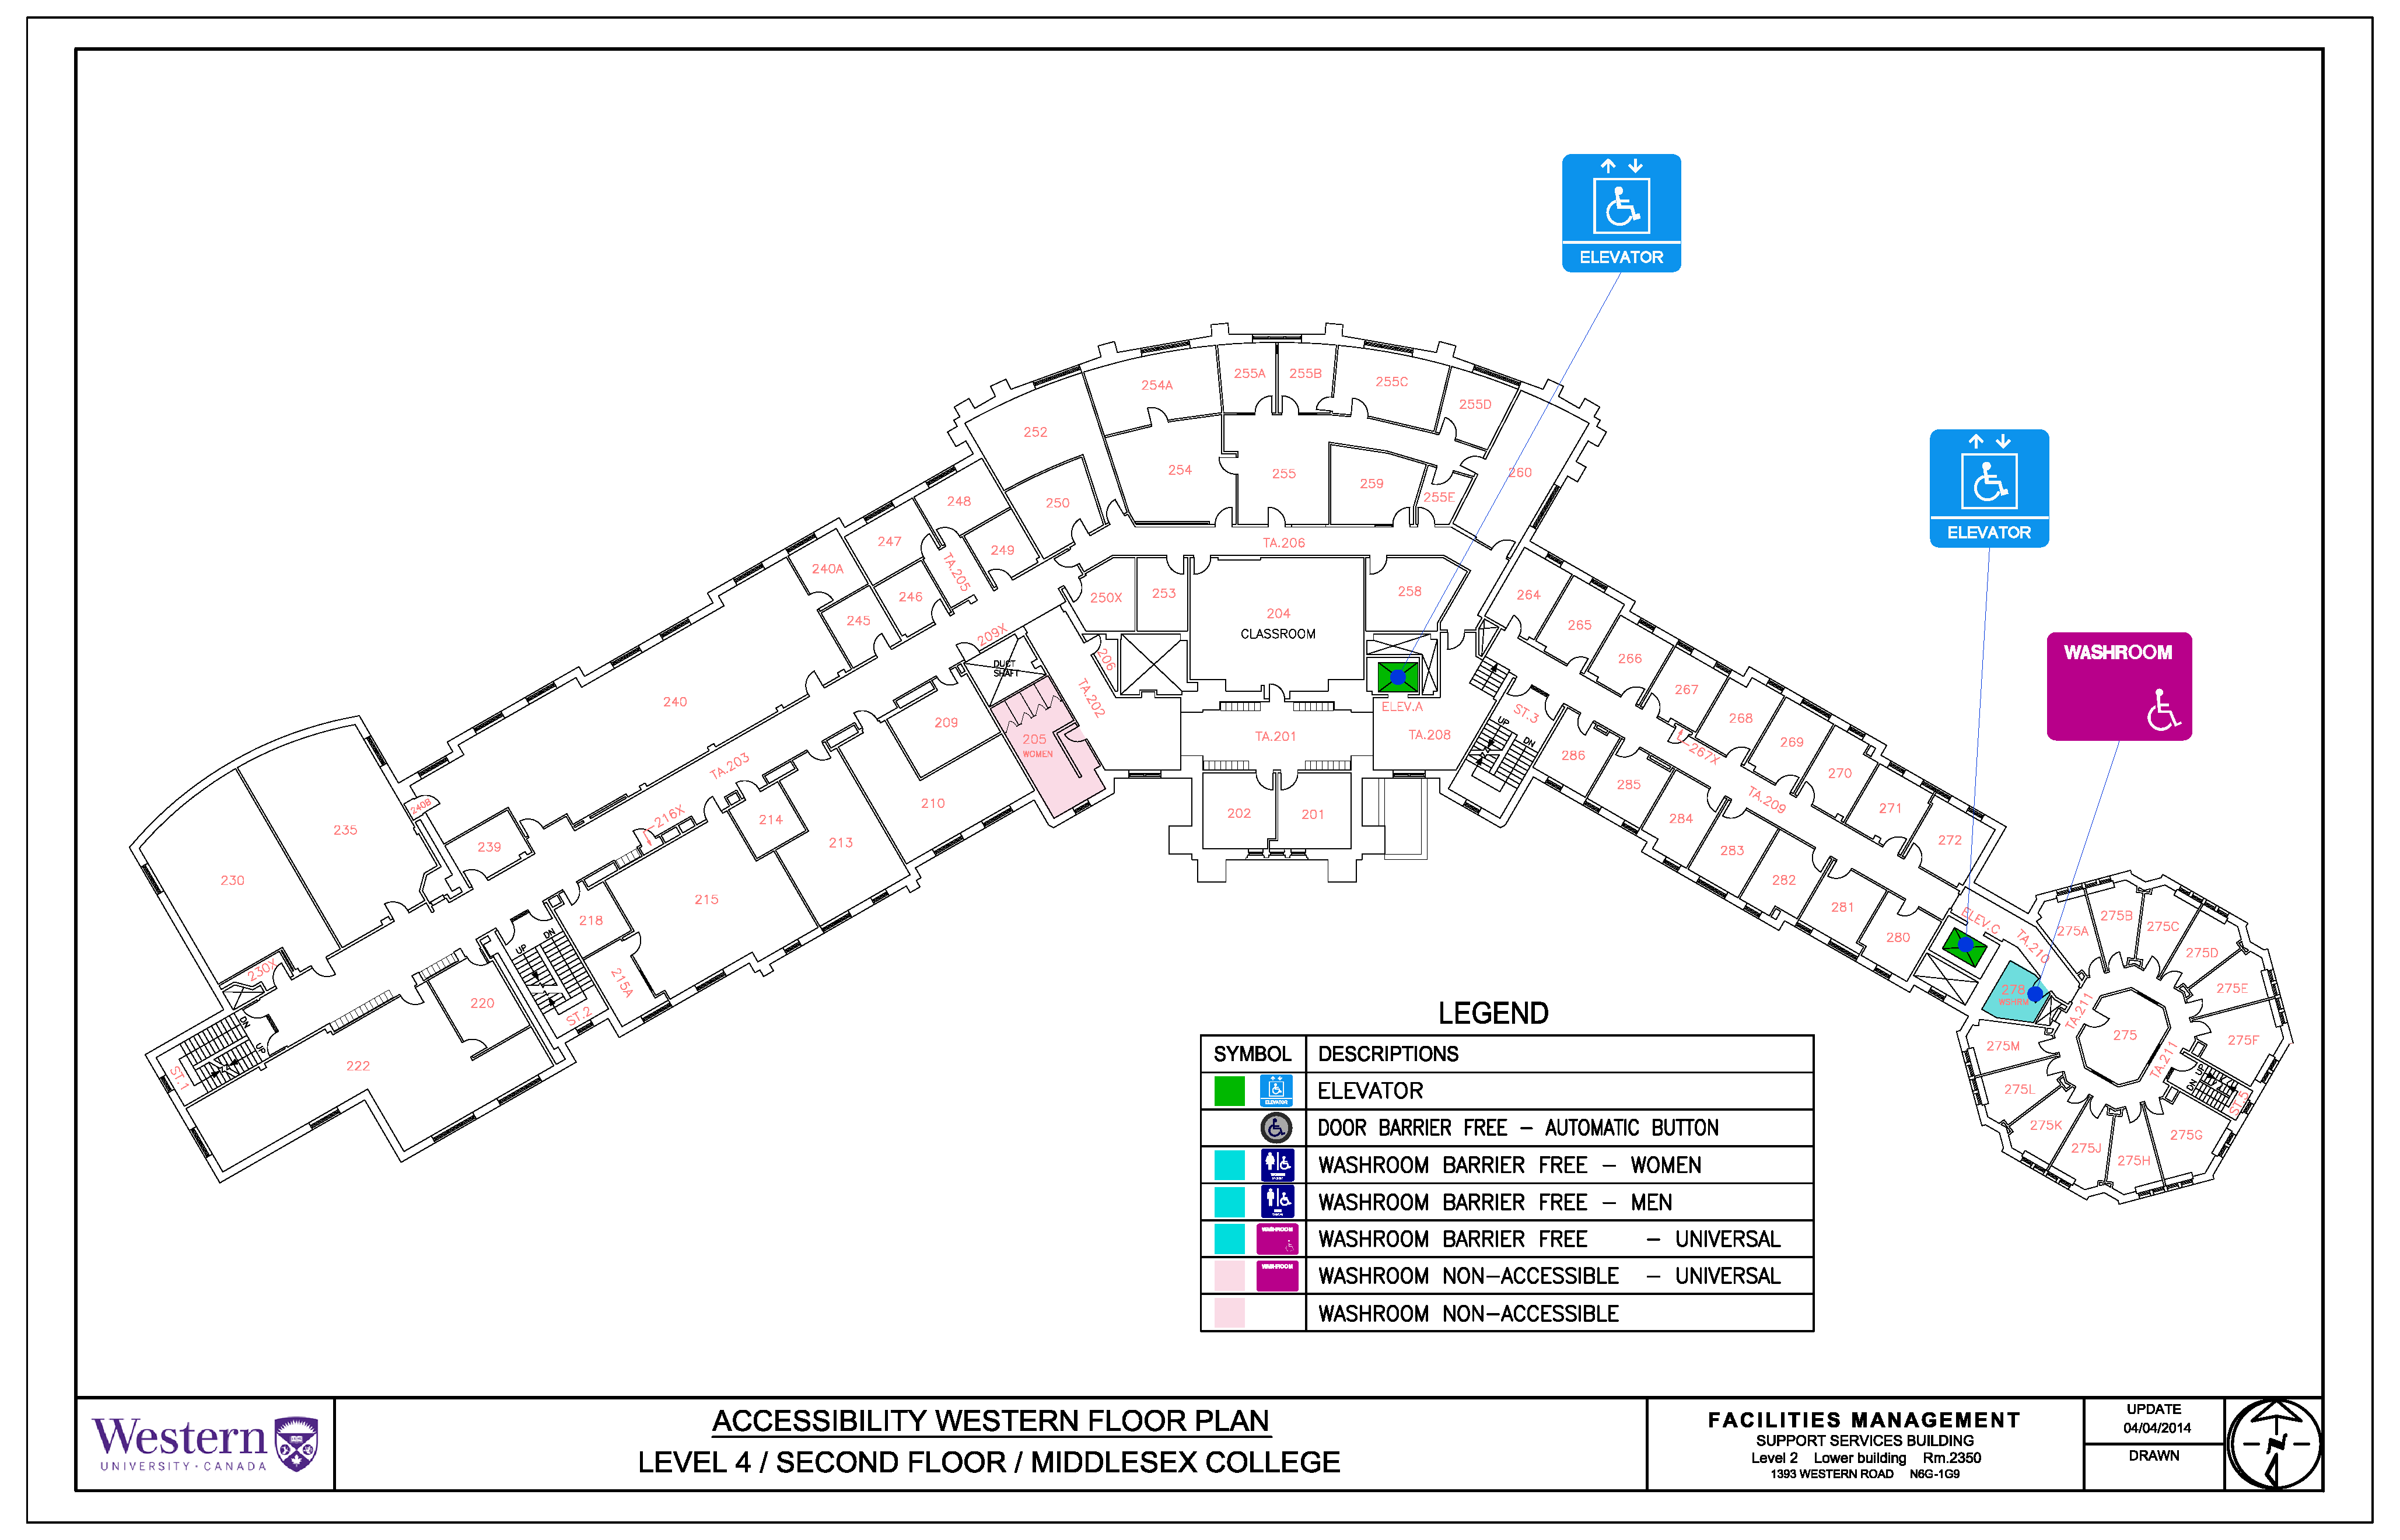 ELEVATOR
ELEVATOR
WASHROOM
254A
255A
255B
255C
255D
252
254
255
259
255E
260
250
248
247
249
TA.205
TA.206
240A
246
245
250X
253
204
CLASSROOM
258
264
265
266
267
268
269
270
271
272
209X
DUCT
SHAFT
206
TA.202
240
209
205
WOMEN
ELEV.A
TA.201
TA.208
ST.3
UP
DN
267X
TA.209
286
285
284
283
282
281
280
TA.203
216X
214
210
213
202
201
240B
235
239
230
215
218
215A
UP
DN
ST.2
230X
220
222
DN
UP
ST.1
ELEV.C
TA.210
278
WSHRM
275A
275B
275C
275D
275E
275F
275
TA.211
TA.211
275M
275L
275K
275J
275H
275G
UP
DN
ST.5
LEGEND
SYMBOL DESCRIPTIONS
ELEVATOR ELEVATOR
DOOR BARRIER FREE - AUTOMATIC BUTTON
WASHROOM BARRIER FREE - WOMEN
WASHROOM BARRIER FREE - MEN
WASHROOM WASHROOM BARRIER FREE - UNIVERSAL
WASHROOM WASHROOM NON-ACCESSIBLE - UNIVERSAL
WASHROOM NON-ACCESSIBLE
Western
UNIVERSITY · CANADA
ACCESSIBILITY WESTERN FLOOR PLAN
LEVEL 4 / SECOND FLOOR / MIDDLESEX COLLEGE
FACILITIES MANAGEMENT
SUPPORT SERVICES BUILDING
Level 2 Lower building Rm.2350
1393 WESTERN ROAD N6G-1G9
UPDATE
04/04/2014
DRAWN
N